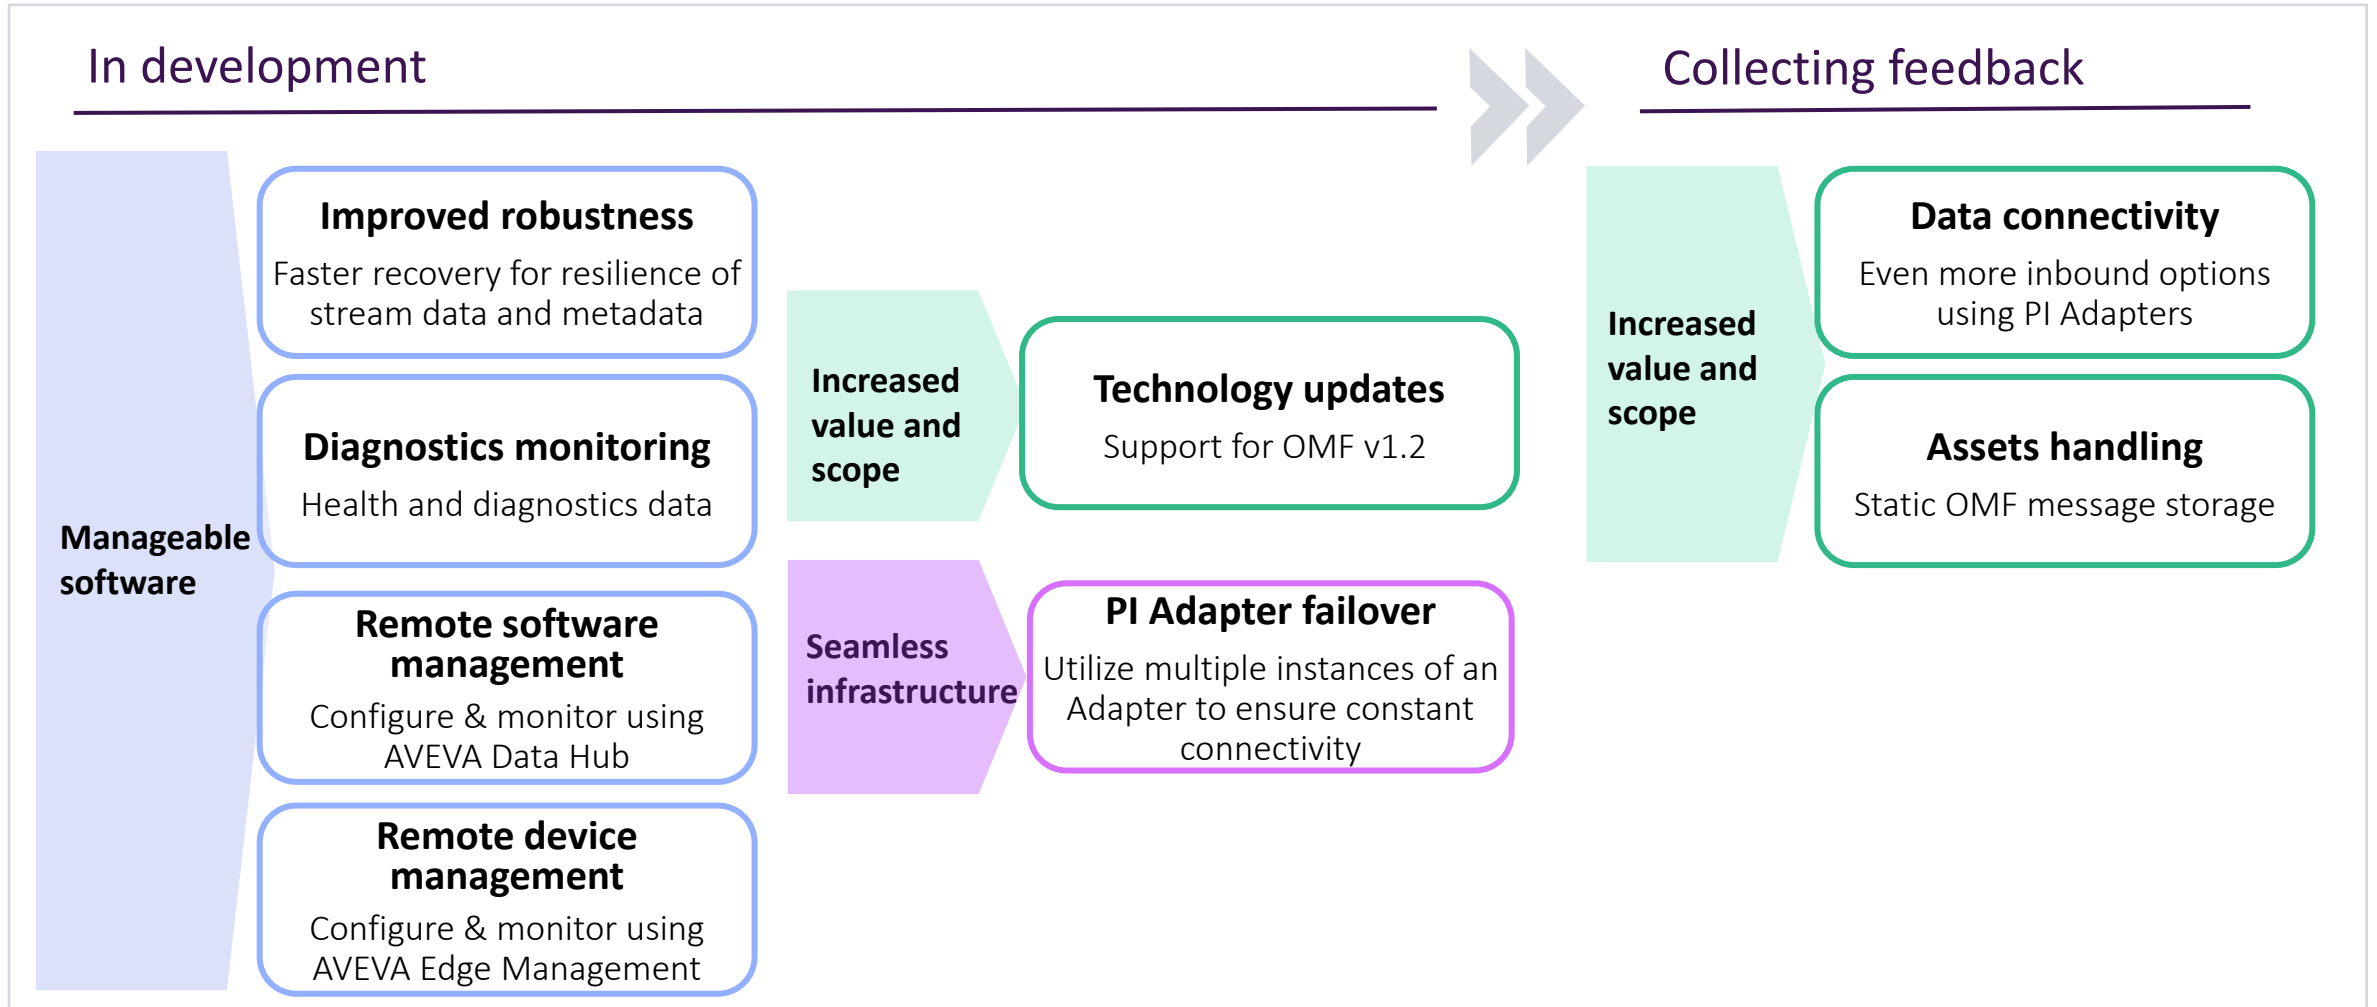 In development
Manageable
software
Improved robustness
Faster recovery for resilience of
stream data and metadata
Diagnostics monitoring
Health and diagnostics data
Remote software
management
Configure & monitor using
AVEVA Data Hub
Remote device
management
Configure & monitor using
AVEVA Edge Management
Increased
value and
scope
Technology updates
Support for OMF v1.2
Seamless
infrastructure
PI Adapter failover
Utilize multiple instances of an
Adapter to ensure constant
connectivity
Collecting feedback
Increased
value and
scope
Data connectivity
Even more inbound options
using PI Adapters
Assets handling
Static OMF message storage